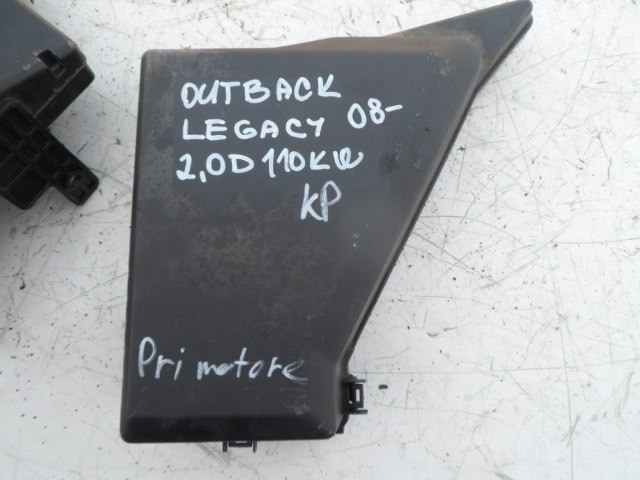 OUTBACK
LEGACY 08-
2,0D 110KW
KP
Pri motore